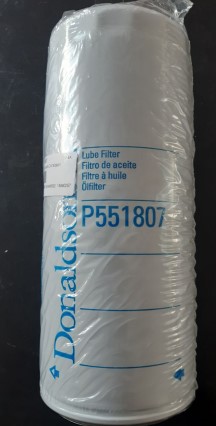 Lube Filter
Filtro de aceite
Filtre à huile
Ölfilter
P551807
Donaldson